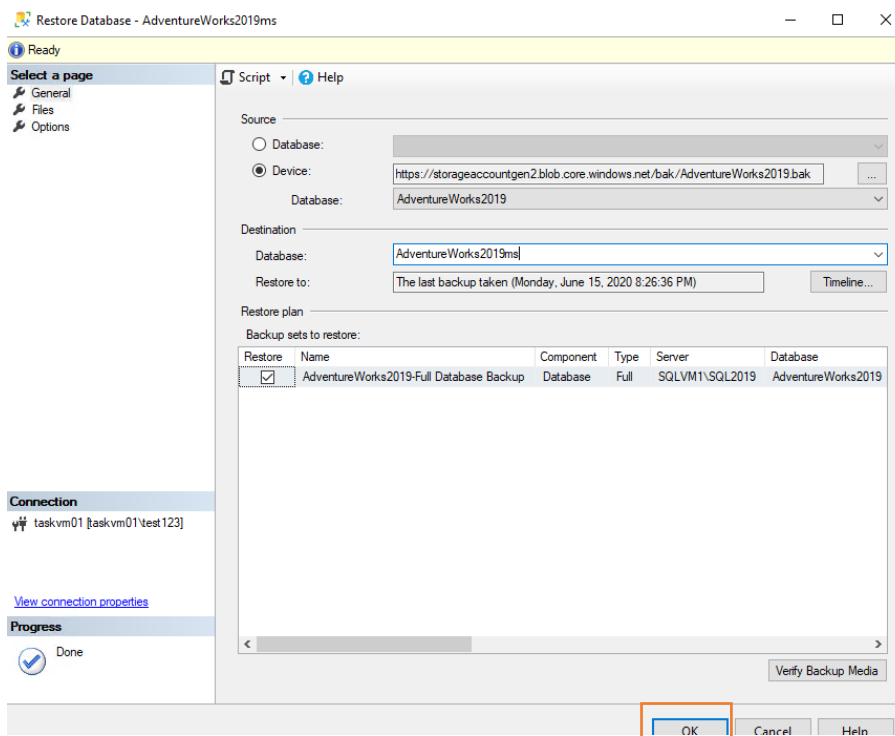 Restore Database - AdventureWorks2019ms
Ready
Select a page
General
Files
Options
Script
Help
Source
Database:
Device:
https://storageaccountgen2.blob.core.windows.net/bak/AdventureWorks2019.bak
...
Database:
AdventureWorks2019
Destination
Database:
AdventureWorks2019ms
Restore to:
The last backup taken (Monday, June 15, 2020 8:26:36 PM)
Timeline...
Restore plan
Backup sets to restore:
Restore Name Component Type Server Database
AdventureWorks2019-Full Database Backup Database Full SQLVM1\SQL2019 AdventureWorks2019
Connection
taskvm01 [taskvm01\test123]
View connection properties
Progress
Done
Verify Backup Media
OK Cancel Help